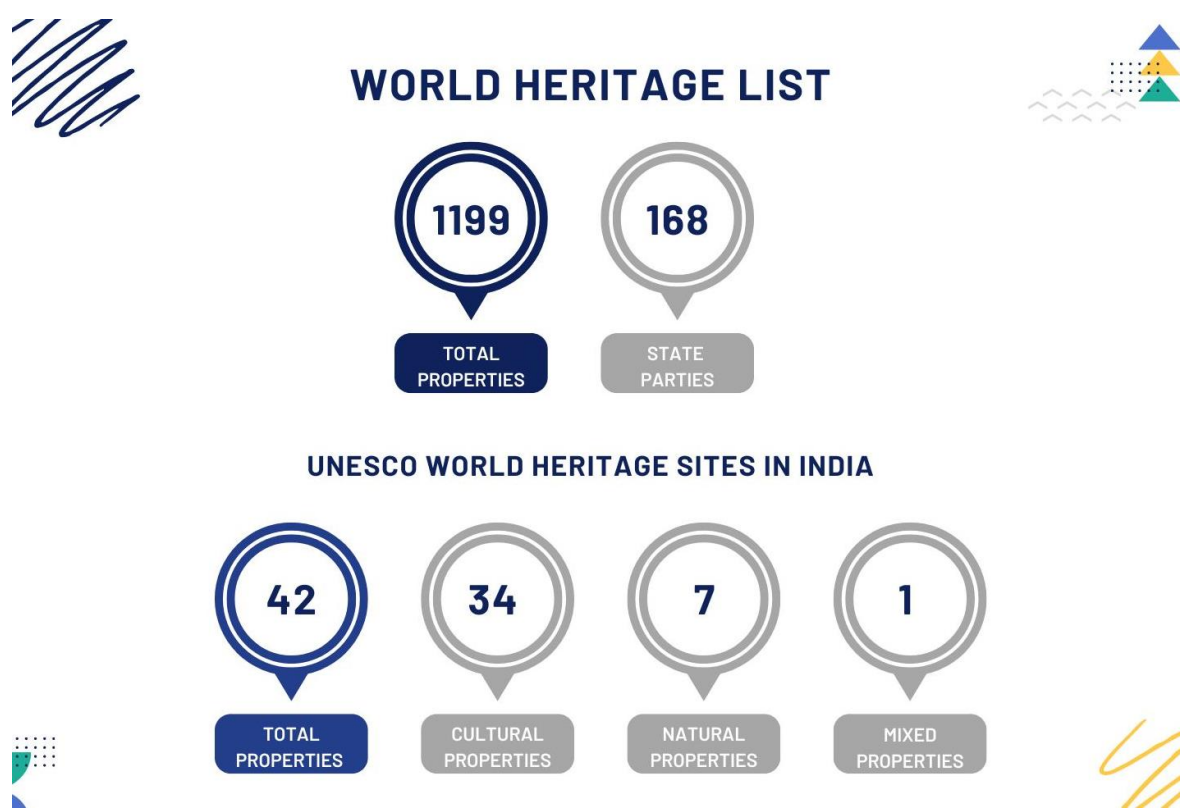 WORLD HERITAGE LIST
1199
168
TOTAL
PROPERTIES
STATE
PARTIES
UNESCO WORLD HERITAGE SITES IN INDIA
42
34
7
1
TOTAL
PROPERTIES
CULTURAL
PROPERTIES
NATURAL
PROPERTIES
MIXED
PROPERTIES